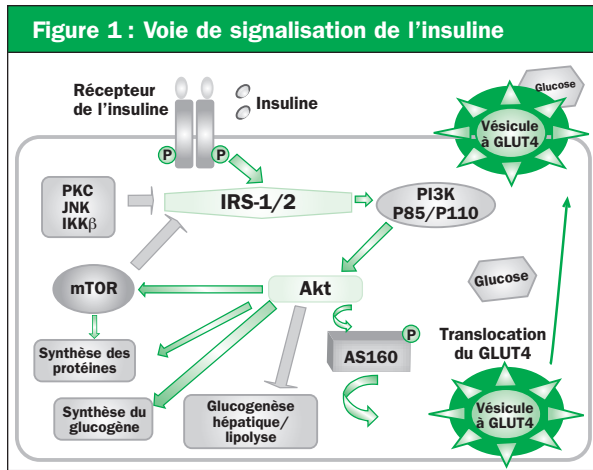 Figure 1 : Voie de signalisation de l'insuline
Récepteur
de l'insuline
Insuline
Glucose
Vésicule
à GLUT4
P
P
PKC
JNK
IKKβ
IRS-1/2
PI3K
P85/P110
mTOR
Akt
Glucose
P
AS160
Translocation
du GLUT4
Synthèse des
protéines
Synthèse du
glucogène
Glucogenèse
hépatique/
lipolyse
Vésicule
à GLUT4